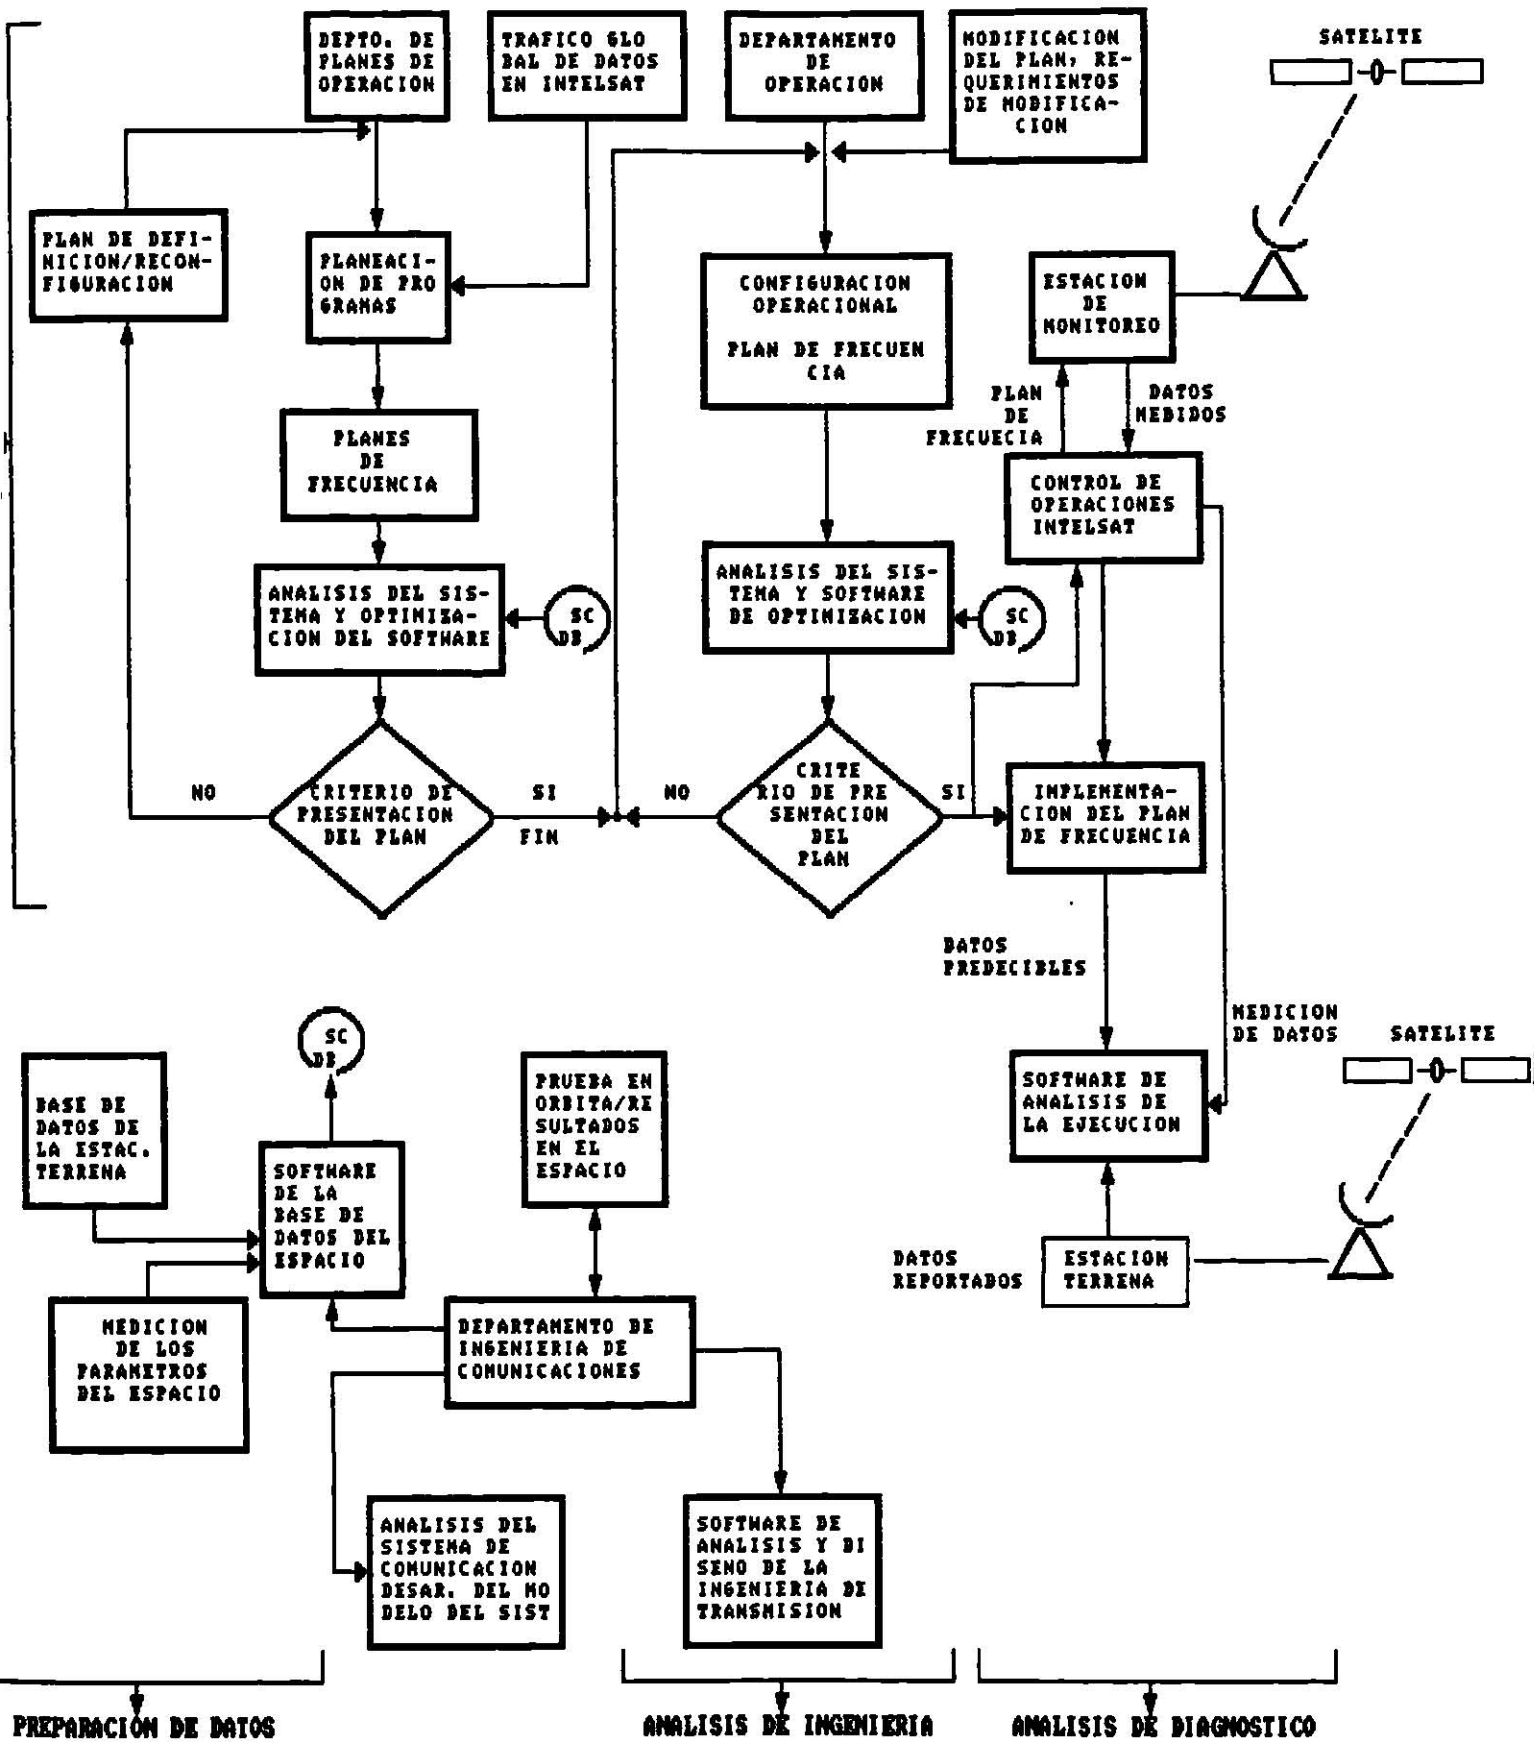 DEPTO. DE
PLANES DE
OPERACION
TRAFICO GLO
BAL DE DATOS
EN INTELSAT
DEPARTAMENTO
DE
OPERACION
MODIFICACION
DEL PLAN, RE-
QUERIMIENTOS
DE MODIFICA-
CION
SATELITE
PLAN DE DEFI-
NICION/RECON-
FIGURACION
PLANEACI-
ON DE PRO
GRAMAS
CONFIGURACION
OPERACIONAL
PLAN DE FRECUEN
CIA
ESTACION
DE
MONITOREO
PLAN
DE
FRECUECIA
DATOS
MEDIDOS
PLANES
DE
FRECUENCIA
CONTROL DE
OPERACIONES
INTELSAT
ANALISIS DEL SIS-
TEMA Y OPTIMIZA-
CION DEL SOFTWARE
SC
DB
ANALISIS DEL SIS-
TEMA Y SOFTWARE
DE OPTIMIZACION
SC
DB
NO
CRITERIO DE
PRESENTACION
DEL PLAN
SI
FIN
NO
CRITE
RIO DE PRE
SENTACION
DEL
PLAN
SI
IMPLEMENTA-
CION DEL PLAN
DE FRECUENCIA
DATOS
PREDECIBLES
MEDICION
DE DATOS
SATELITE
SC
DB
BASE DE
DATOS DE
LA ESTAC.
TERRENA
SOFTWARE
DE LA
BASE DE
DATOS DEL
ESPACIO
PRUEBA EN
ORBITA/RE
SULTADOS
EN EL
ESPACIO
SOFTWARE DE
ANALISIS DE
LA EJECUCION
DATOS
REPORTADOS
ESTACION
TERRENA
MEDICION
DE LOS
PARAMETROS
DEL ESPACIO
DEPARTAMENTO DE
INGENIERIA DE
COMUNICACIONES
ANALISIS DEL
SISTEMA DE
COMUNICACION
DESAR. DEL MO
DELO DEL SIST
SOFTWARE DE
ANALISIS Y DI
SENO DE LA
INGENIERIA DE
TRANSMISION
PREPARACION DE DATOS
ANALISIS DE INGENIERIA
ANALISIS DE DIAGNOSTICO